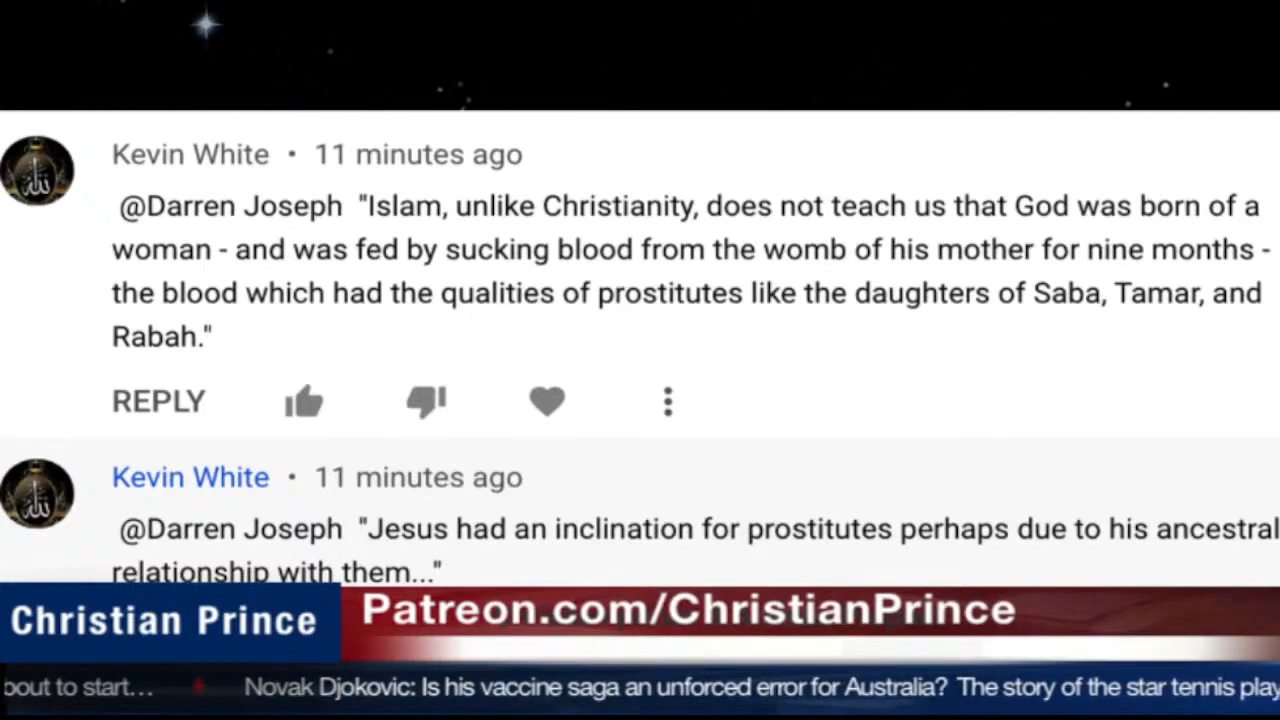 Kevin White • 11 minutes ago
@Darren Joseph "Islam, unlike Christianity, does not teach us that God was born of a
woman - and was fed by sucking blood from the womb of his mother for nine months -
the blood which had the qualities of prostitutes like the daughters of Saba, Tamar, and
Rabah."
REPLY
Kevin White • 11 minutes ago
@Darren Joseph "Jesus had an inclination for prostitutes perhaps due to his ancestral
relationship with them..."
Christian Prince
Patreon.com/ChristianPrince
bout to start... Novak Djokovic: Is his vaccine saga an unforced error for Australia? The story of the star tennis play